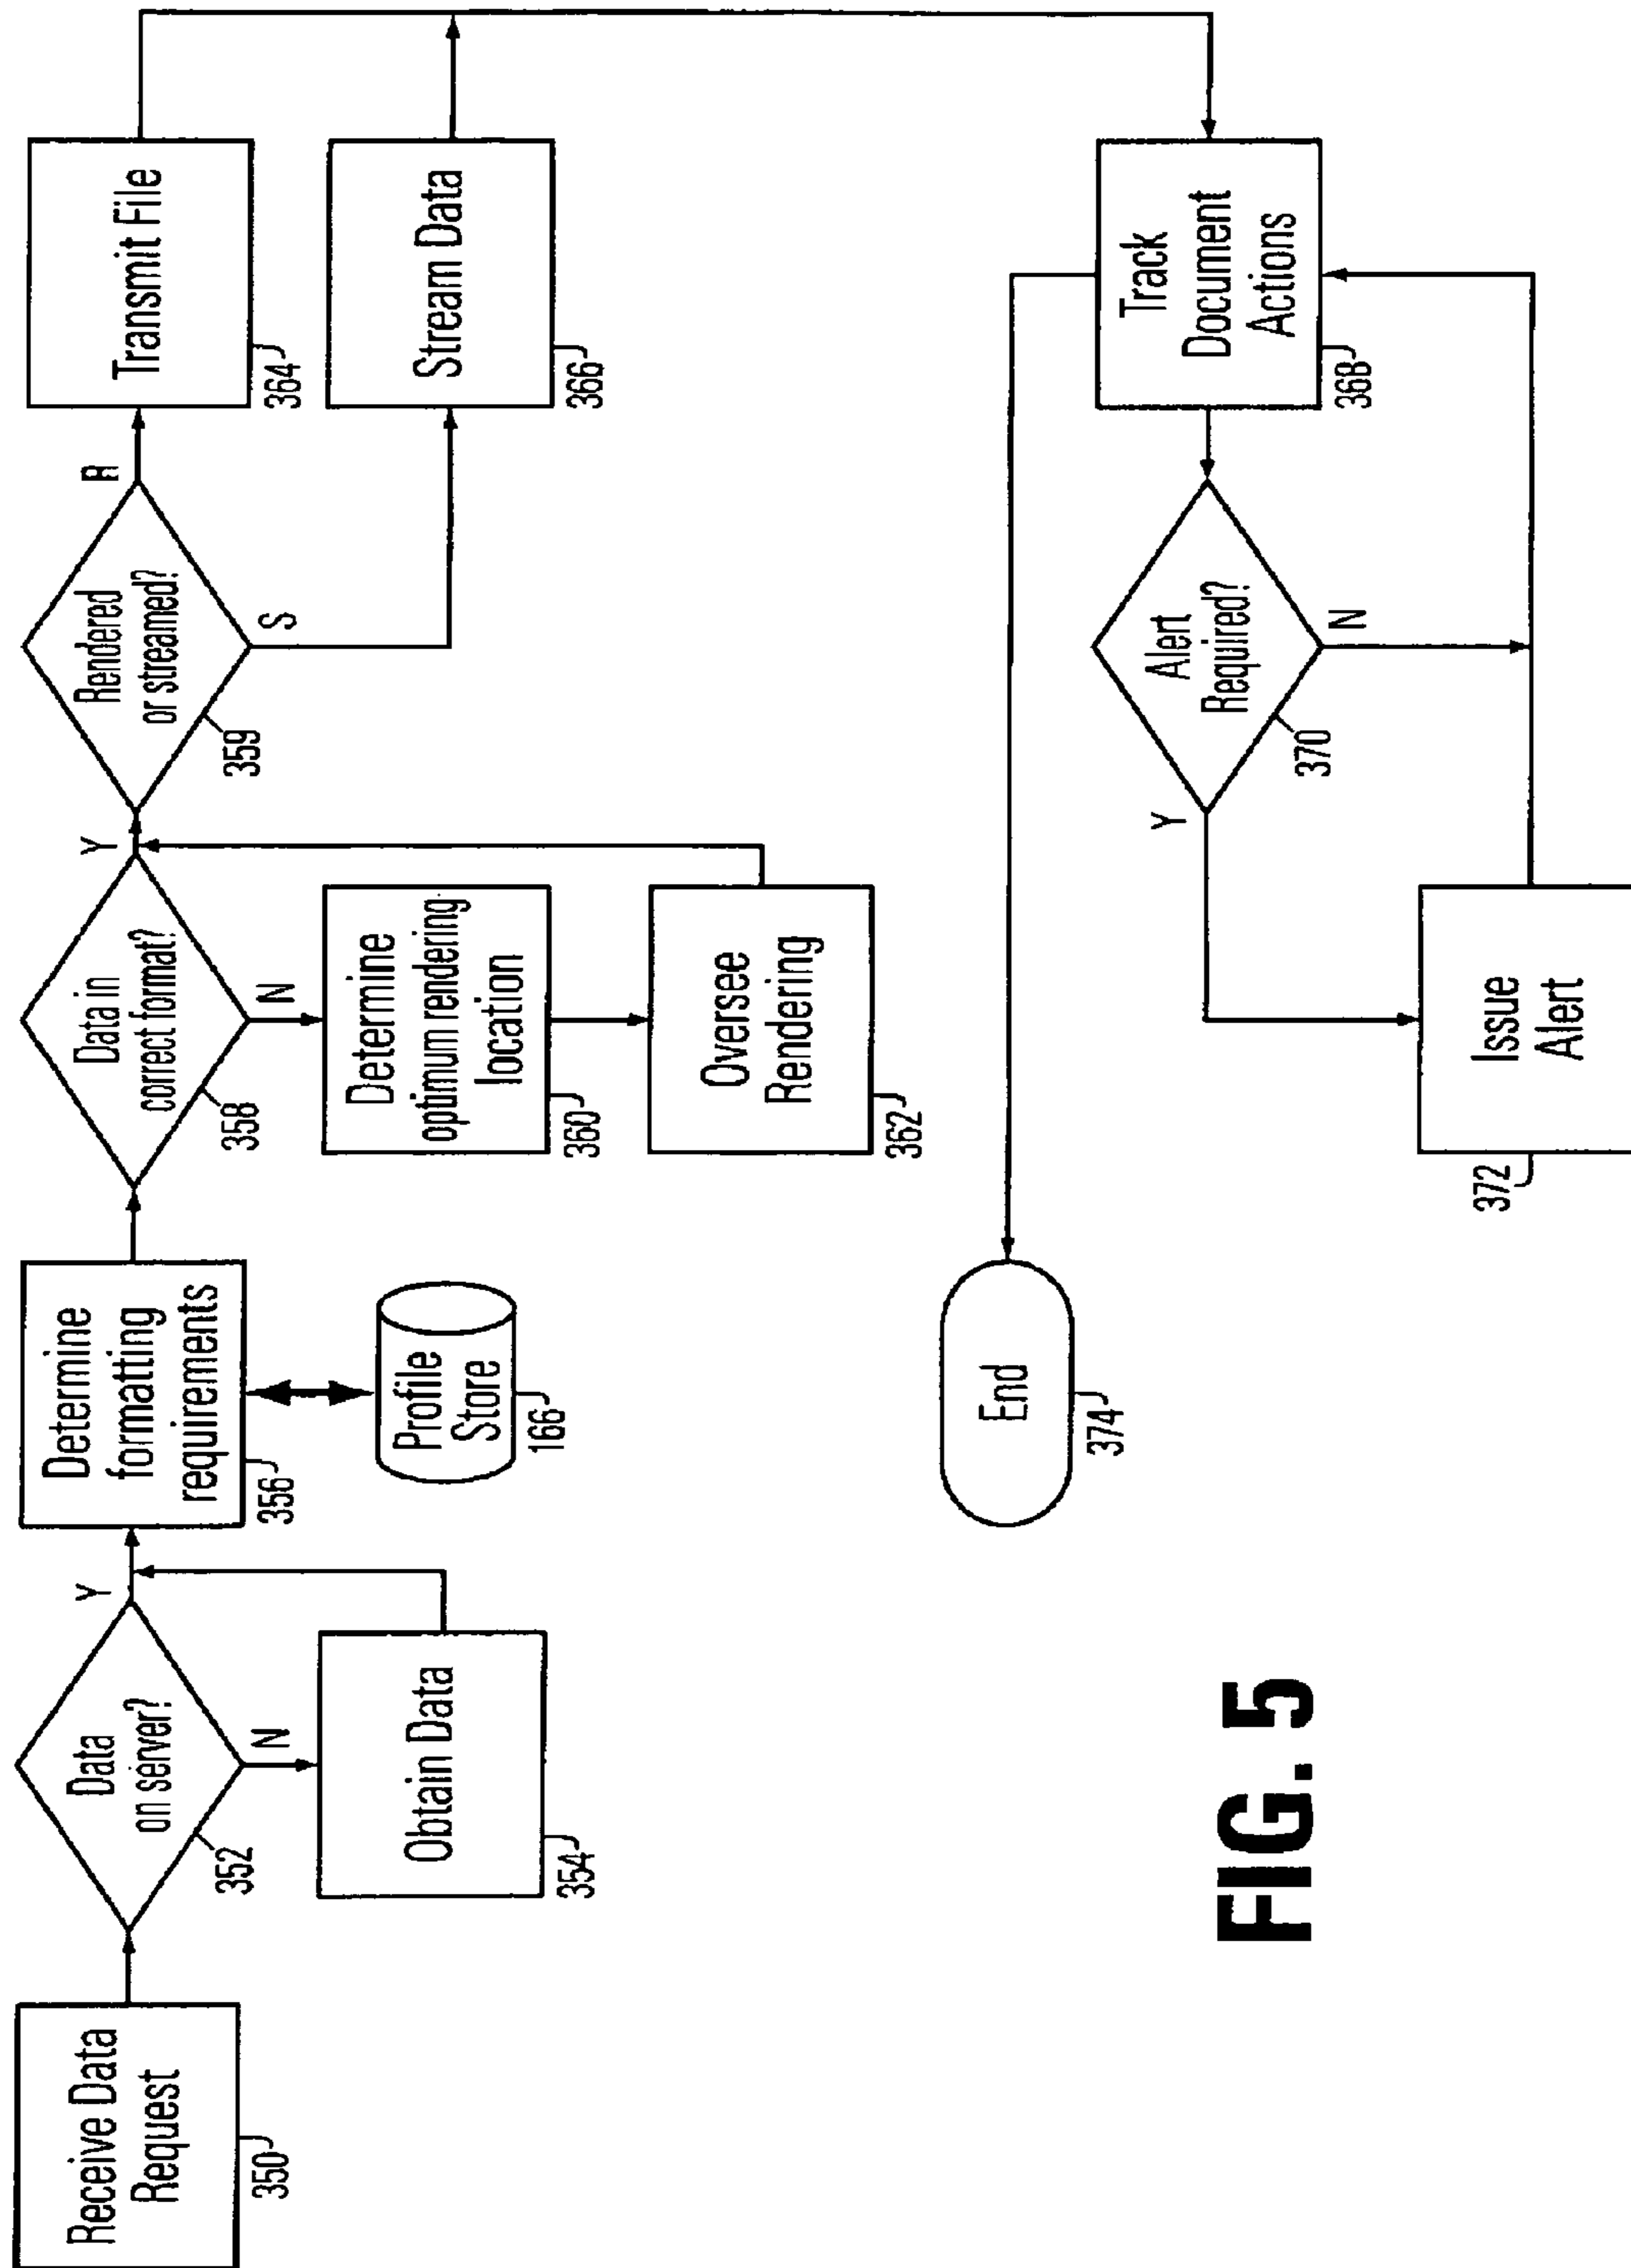 Receive Data
Request
350
Data
on server?
352
Y
N
Obtain Data
354
Determine
formatting
requirements
356
Profile
Store
166
Data in
correct format?
358
Y
N
Determine
optimum rendering
location
360
Oversee
Rendering
362
Rendered
or streamed?
359
R
S
Transmit File
364
Stream Data
366
Track
Document
Actions
368
Alert
Required?
370
Y
N
Issue
Alert
372
End
374
FIG. 5